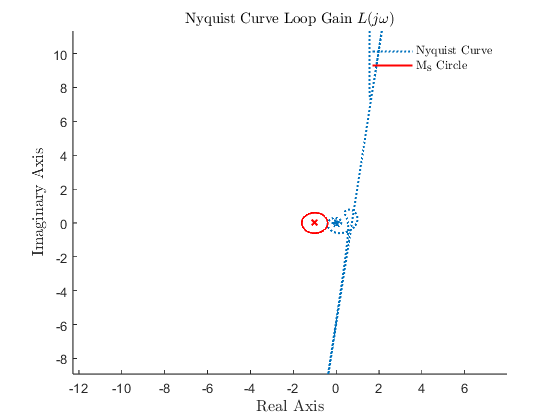 Nyquist Curve Loop Gain L(jω)
Nyquist Curve
M_S Circle
Imaginary Axis
10
8
6
4
2
0
-2
-4
-6
-8
-12 -10 -8 -6 -4 -2 0 2 4 6
Real Axis